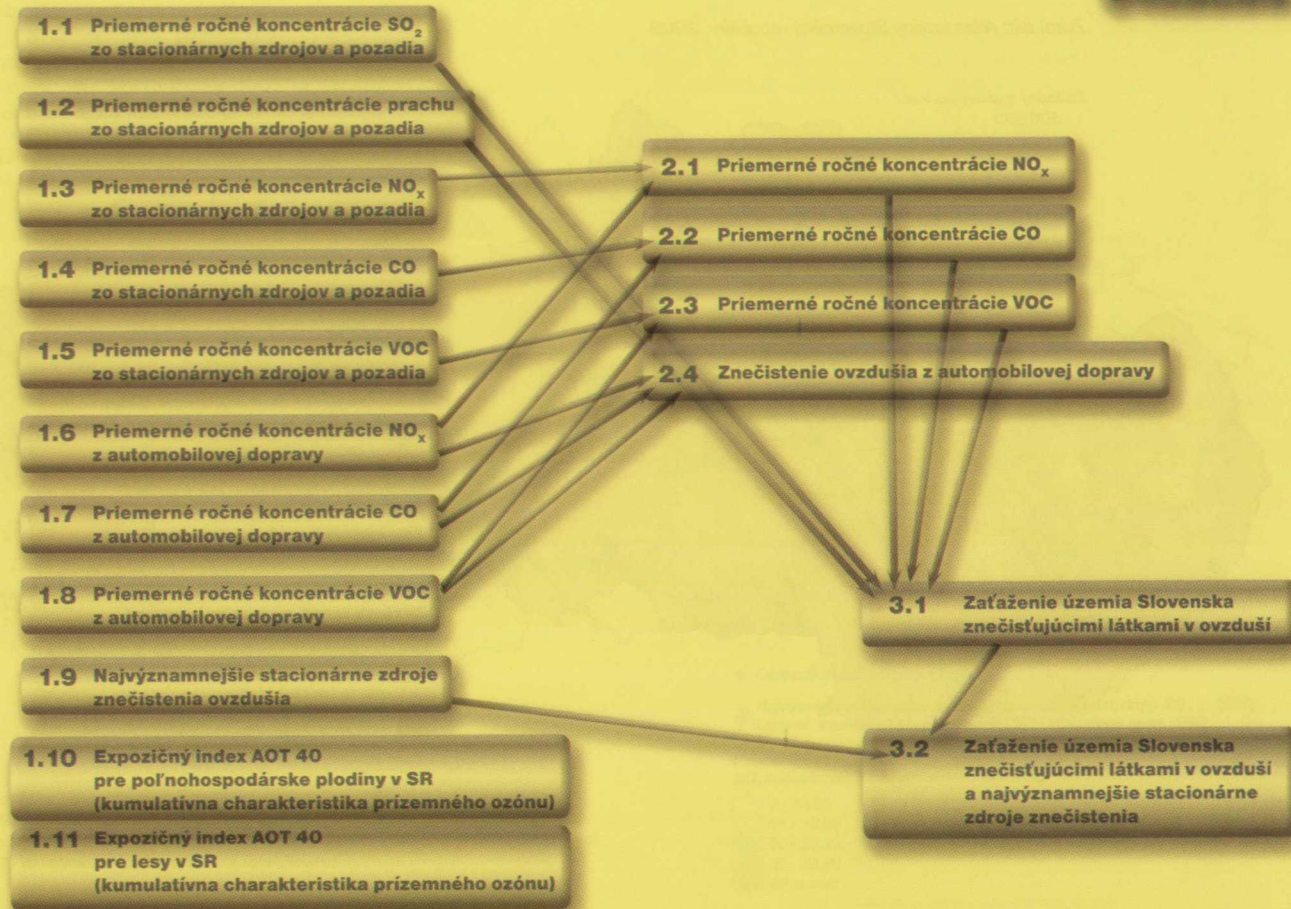 1.1 Priemerné ročné koncentrácie SO₂
zo stacionárnych zdrojov a pozadia
1.2 Priemerné ročné koncentrácie prachu
zo stacionárnych zdrojov a pozadia
1.3 Priemerné ročné koncentrácie NOₓ
zo stacionárnych zdrojov a pozadia
1.4 Priemerné ročné koncentrácie CO
zo stacionárnych zdrojov a pozadia
1.5 Priemerné ročné koncentrácie VOC
zo stacionárnych zdrojov a pozadia
1.6 Priemerné ročné koncentrácie NOₓ
z automobilovej dopravy
1.7 Priemerné ročné koncentrácie CO
z automobilovej dopravy
1.8 Priemerné ročné koncentrácie VOC
z automobilovej dopravy
1.9 Najvýznamnejšie stacionárne zdroje
znečistenia ovzdušia
1.10 Expozičný index AOT 40
pre poľnohospodárske plodiny v SR
(kumulatívna charakteristika prízemného ozónu)
1.11 Expozičný index AOT 40
pre lesy v SR
(kumulatívna charakteristika prízemného ozónu)
2.1 Priemerné ročné koncentrácie NOₓ
2.2 Priemerné ročné koncentrácie CO
2.3 Priemerné ročné koncentrácie VOC
2.4 Znečistenie ovzdušia z automobilovej dopravy
3.1 Zaťaženie územia Slovenska
znečisťujúcimi látkami v ovzduší
3.2 Zaťaženie územia Slovenska
znečisťujúcimi látkami v ovzduší
a najvýznamnejšie stacionárne
zdroje znečistenia